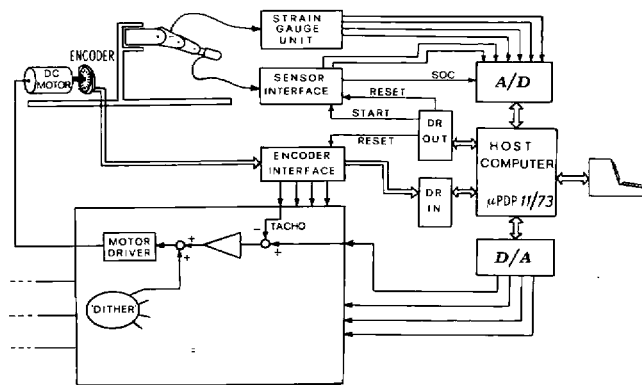 STRAIN
GAUGE
UNIT
ENCODER
DC
MOTOR
SENSOR
INTERFACE
SOC
A/D
RESET
START
DR
OUT
RESET
HOST
COMPUTER
μPDP 11/73
ENCODER
INTERFACE
DR
IN
TACHO
D/A
MOTOR
DRIVER
+
+
−
+
DITHER